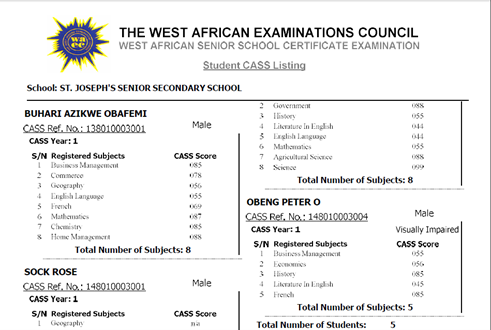 THE WEST AFRICAN EXAMINATIONS COUNCIL
WEST AFRICAN SENIOR SCHOOL CERTIFICATE EXAMINATION
Student CASS Listing
School: ST. JOSEPH'S SENIOR SECONDARY SCHOOL
BUHARI AZIKWE OBAFEMI
CASS Ref. No.: 138010003001 Male
CASS Year: 1
S/N Registered Subjects CASS Score
1 Business Management 085
2 Commerce 078
3 Geography 056
4 English Language 055
5 French 069
6 Mathematics 087
7 Chemistry 085
8 Home Management 088
Total Number of Subjects: 8
SOCK ROSE
CASS Ref. No.: 148010003001 Male
CASS Year: 1
S/N Registered Subjects CASS Score
1 Geography n/a
2 Government 088
3 History 055
4 Literature In English 044
5 English Language 044
6 Mathematics 055
7 Agricultural Science 088
8 Science 099
Total Number of Subjects: 8
OBENG PETER O
CASS Ref. No.: 148010003004 Male
CASS Year: 1 Visually Impaired
S/N Registered Subjects CASS Score
1 Business Management 055
2 Economics 056
3 History 085
4 Literature In English 045
5 French 085
Total Number of Subjects: 5
Total Number of Students: 5